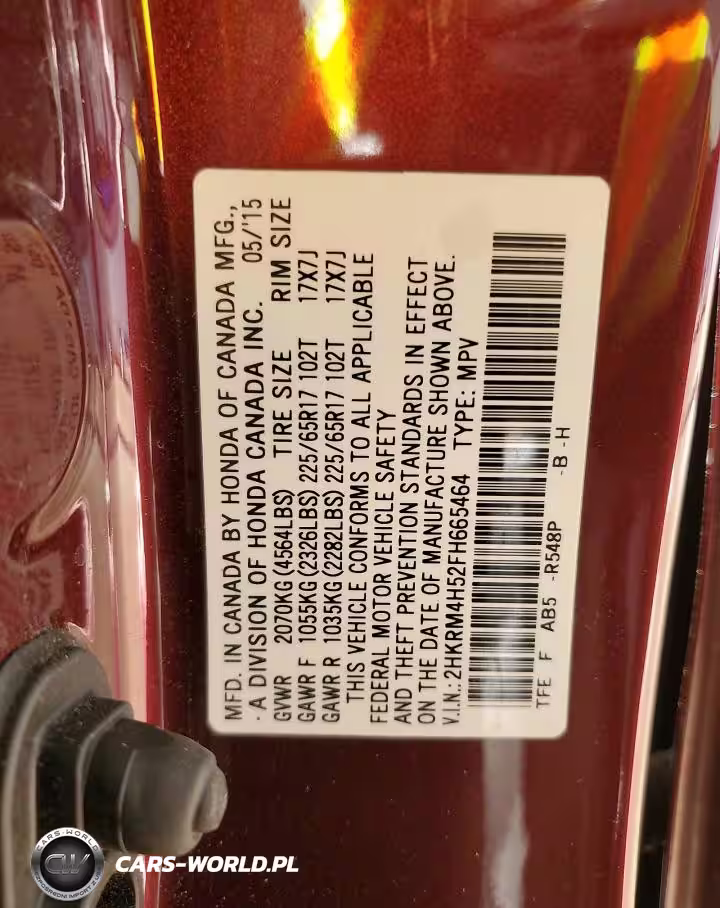 MFD. IN CANADA BY HONDA OF CANADA MFG.,
· A DIVISION OF HONDA CANADA INC. 05/'15
GVWR 2070KG (4564LBS) TIRE SIZE RIM SIZE
GAWR F 1055KG (2326LBS) 225/65R17 102T 17X7J
GAWR R 1035KG (2282LBS) 225/65R17 102T 17X7J
THIS VEHICLE CONFORMS TO ALL APPLICABLE
FEDERAL MOTOR VEHICLE SAFETY
AND THEFT PREVENTION STANDARDS IN EFFECT
ON THE DATE OF MANUFACTURE SHOWN ABOVE.
V.I.N.: 2HKRM4H52FH665464 TYPE: MPV
TFE F AB5 -R548P -B -H
CARS-WORLD
CW
CARS-WORLD.PL